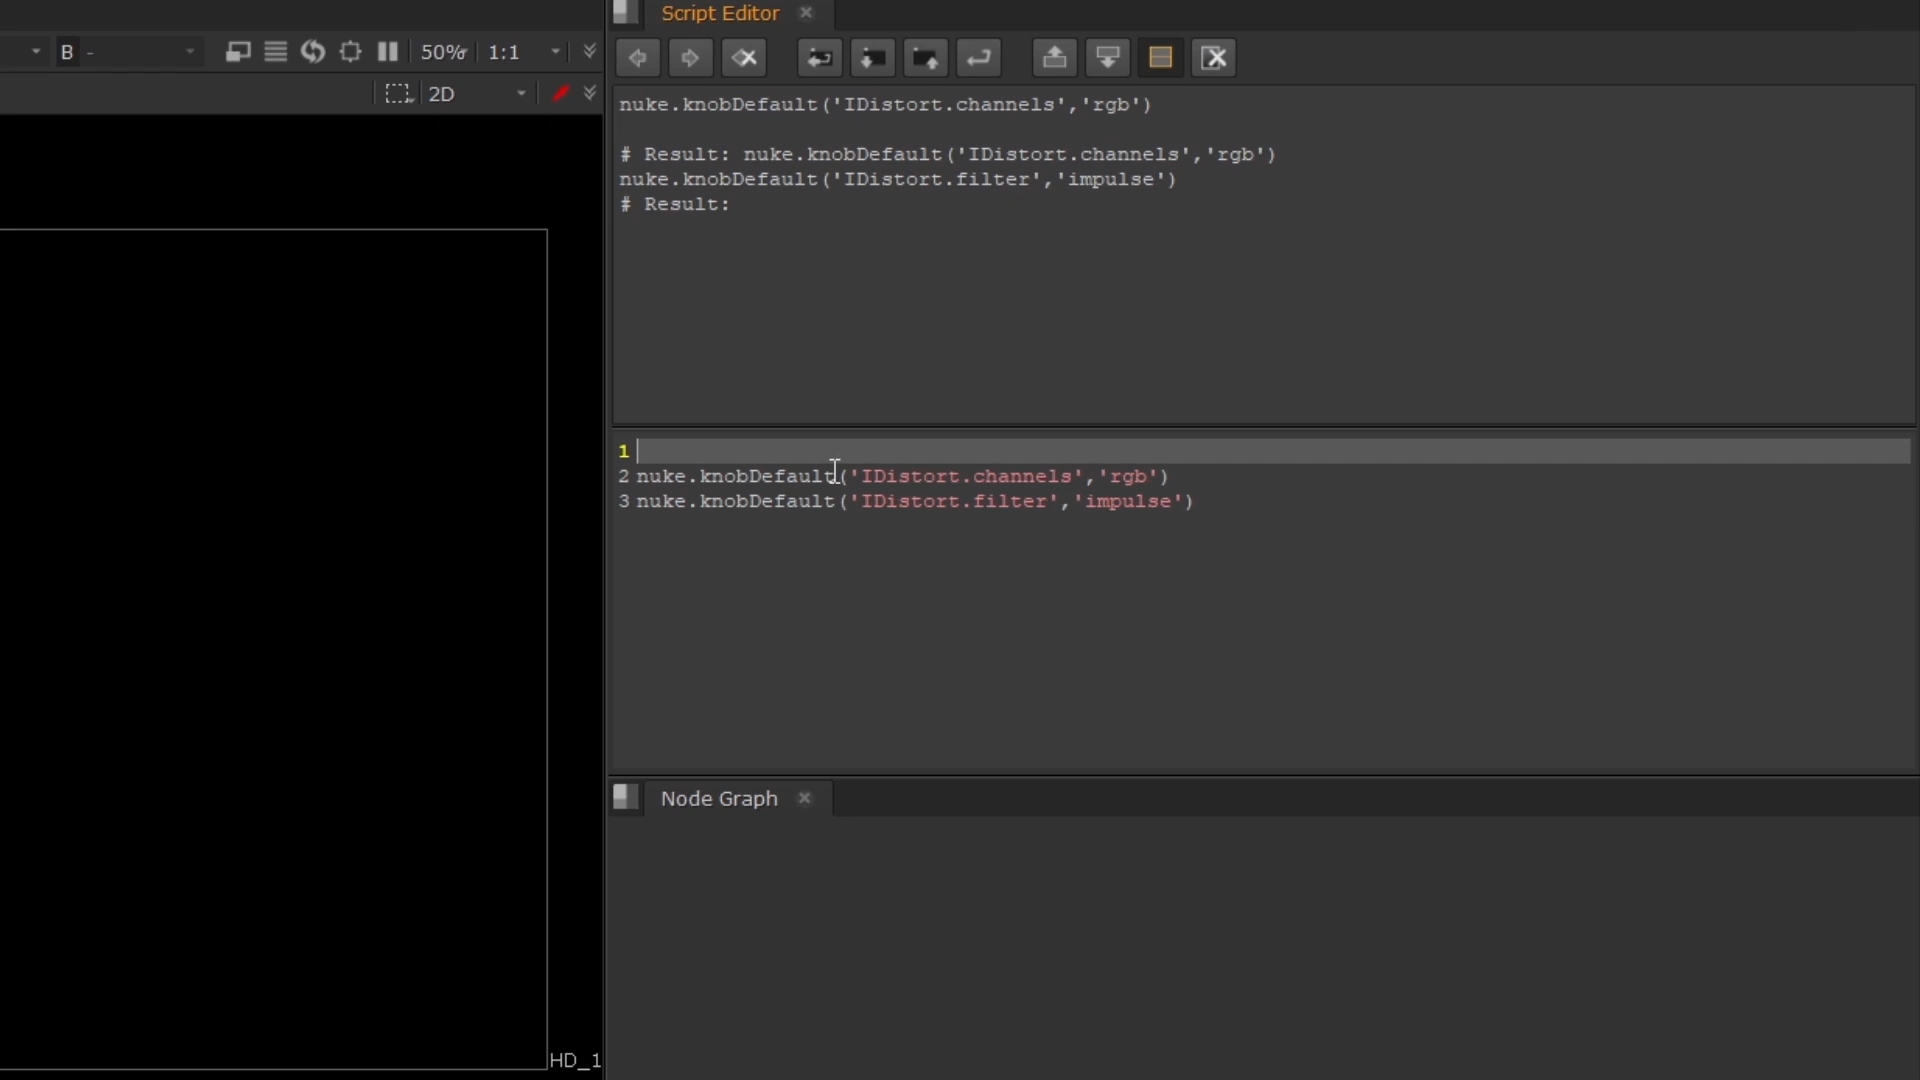 Script Editor
B -
50%
1:1
2D
nuke.knobDefault('IDistort.channels','rgb')
# Result: nuke.knobDefault('IDistort.channels','rgb')
nuke.knobDefault('IDistort.filter','impulse')
# Result:
1
2 nuke.knobDefault('IDistort.channels','rgb')
3 nuke.knobDefault('IDistort.filter','impulse')
Node Graph
HD_1